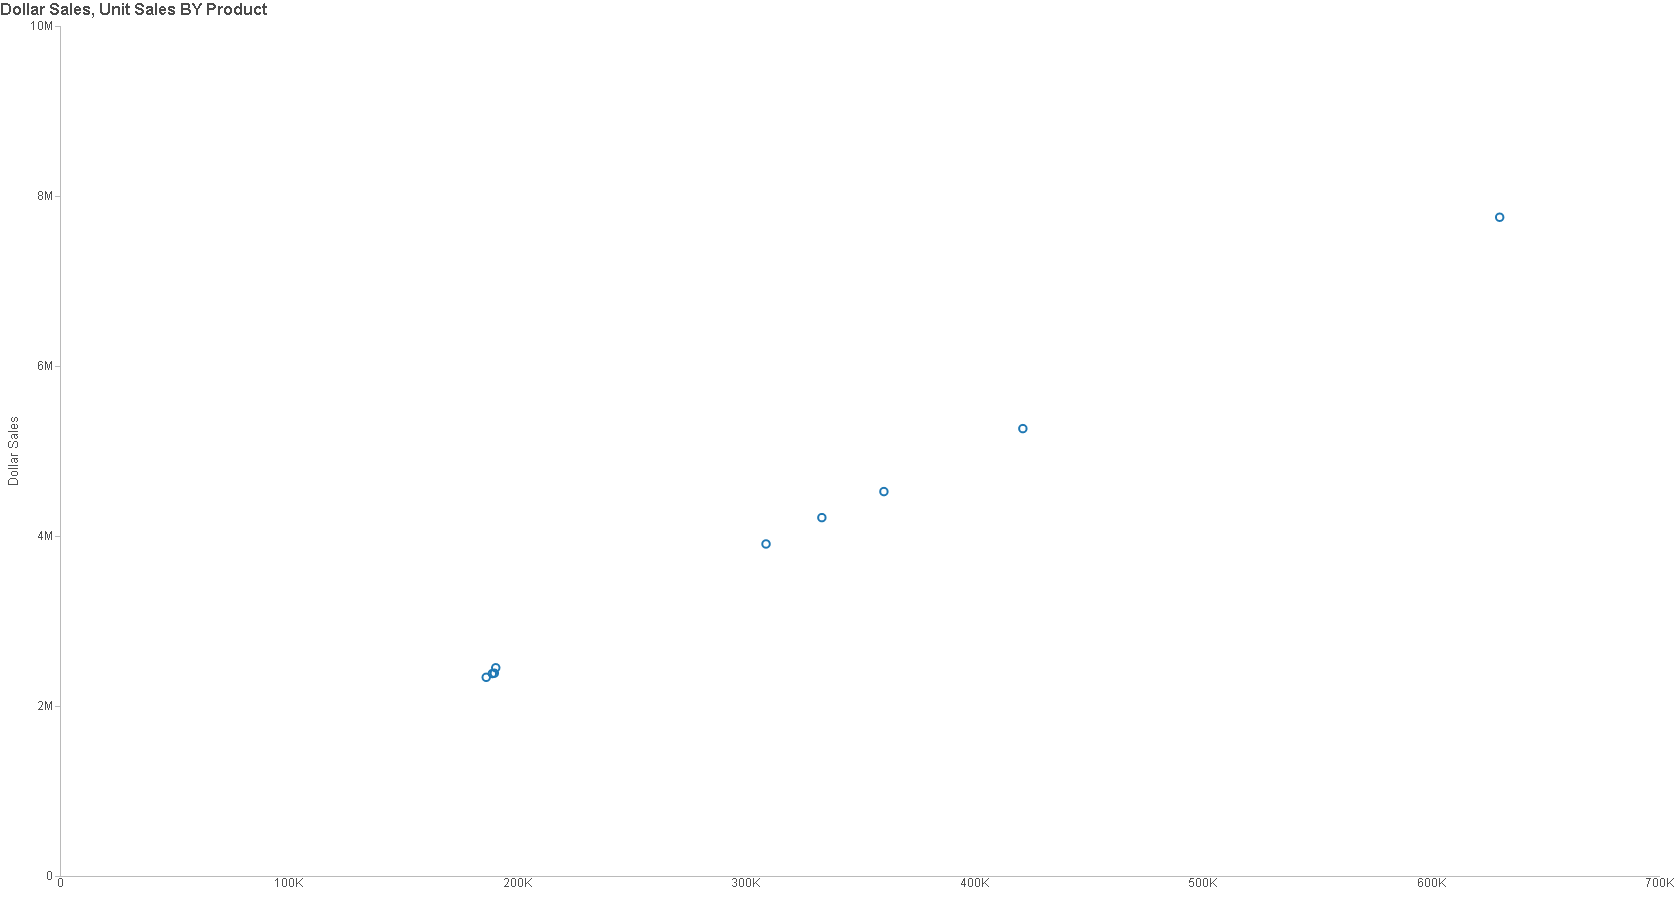 Dollar Sales, Unit Sales BY Product
10M
8M
6M
4M
2M
0
Dollar Sales
0 100K 200K 300K 400K 500K 600K 700K